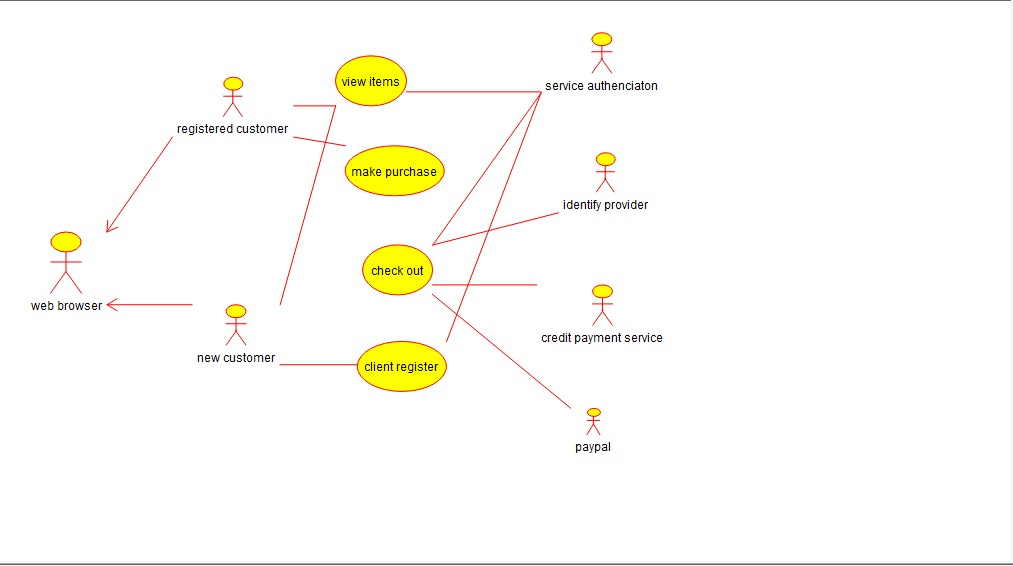 view items
service authenciaton
registered customer
make purchase
identify provider
check out
web browser
credit payment service
new customer
client register
paypal